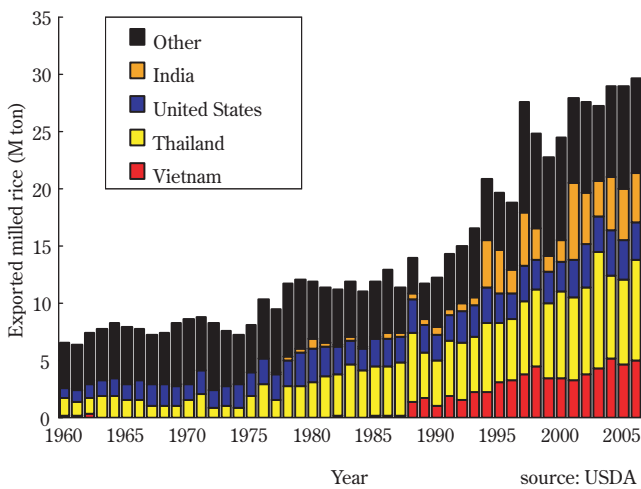 35
30
25
20
15
10
5
0
Exported milled rice (M ton)
Other
India
United States
Thailand
Vietnam
1960 1965 1970 1975 1980 1985 1990 1995 2000 2005
Year
source: USDA